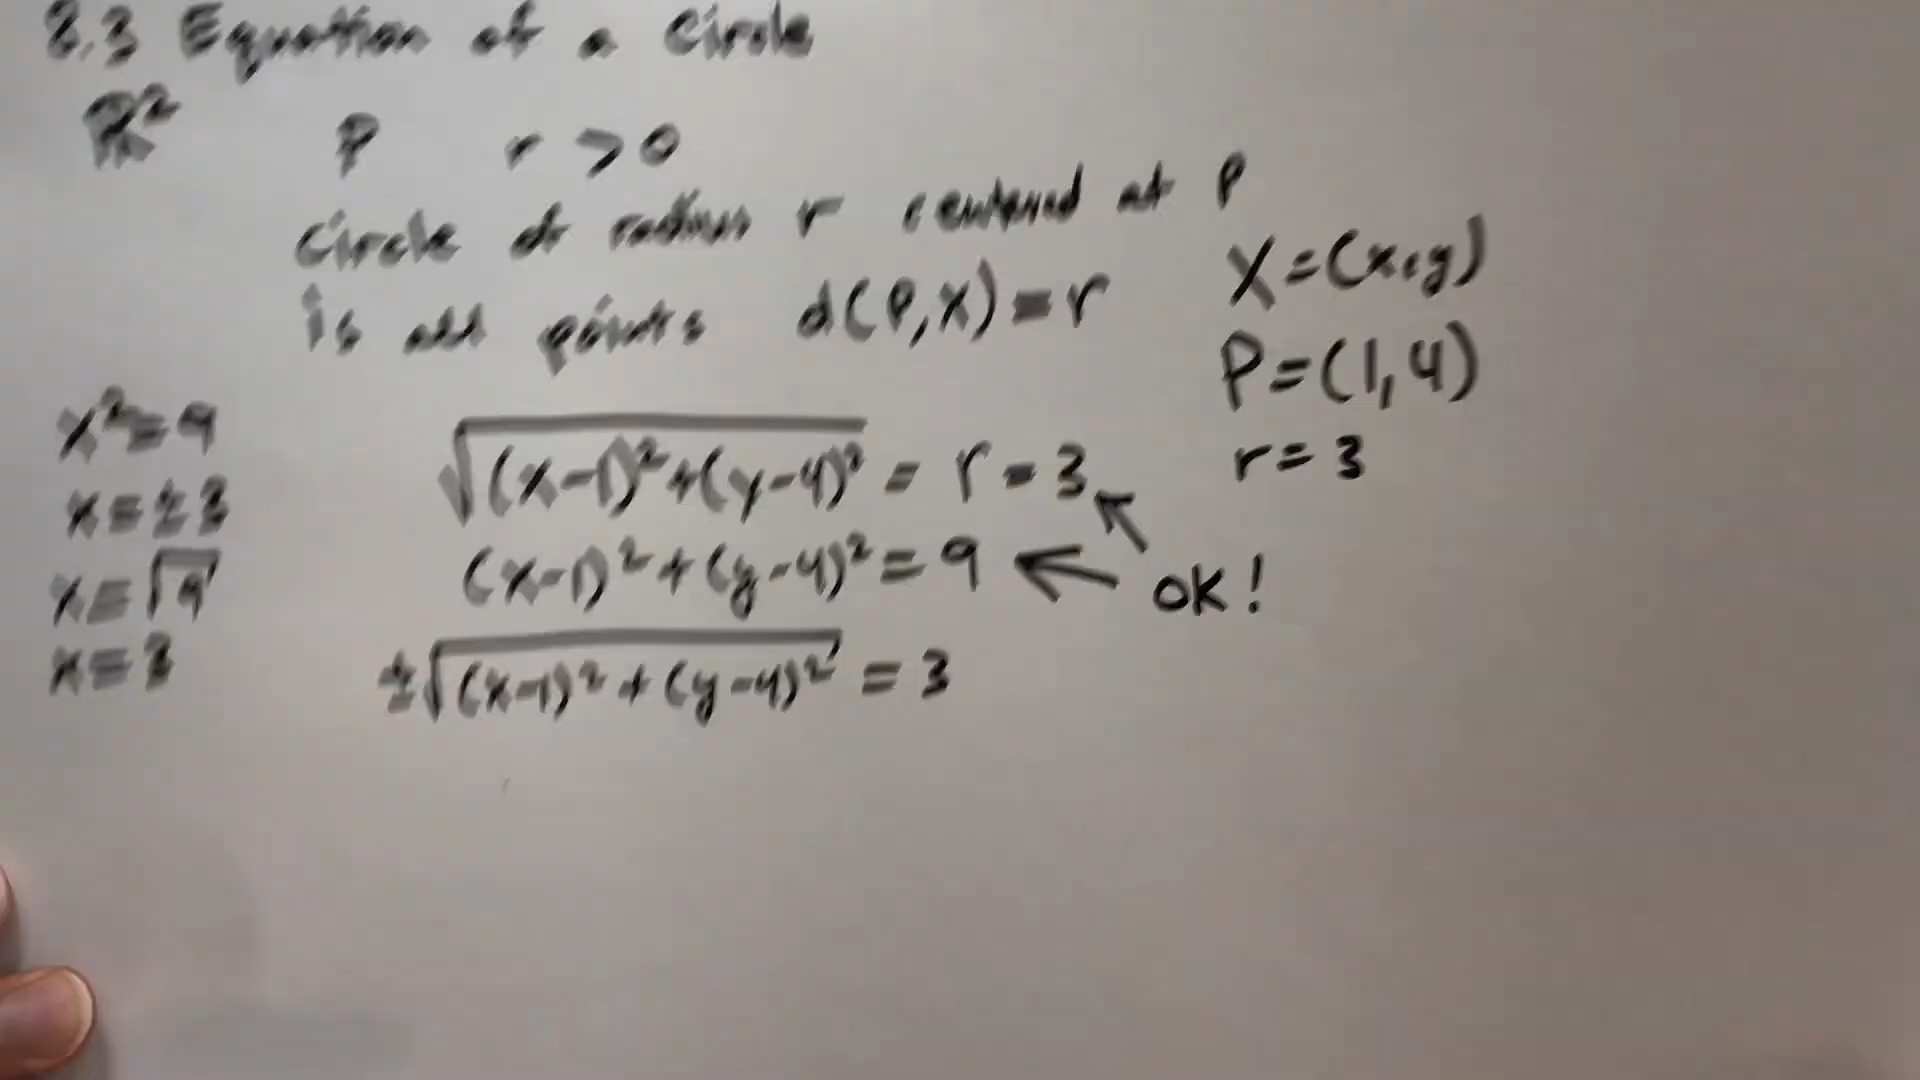 8.3 Equation of a Circle
ℝ² P r > 0
Circle of radius r centered at P
is all points d(P,X) = r
X = (x,y)
P = (1,4)
r = 3
x² = 9
x = ± 3
x = √9
x = 3
√((x-1)² + (y-4)²) = r = 3
(x-1)² + (y-4)² = 9
OK!
±√((x-1)² + (y-4)²) = 3